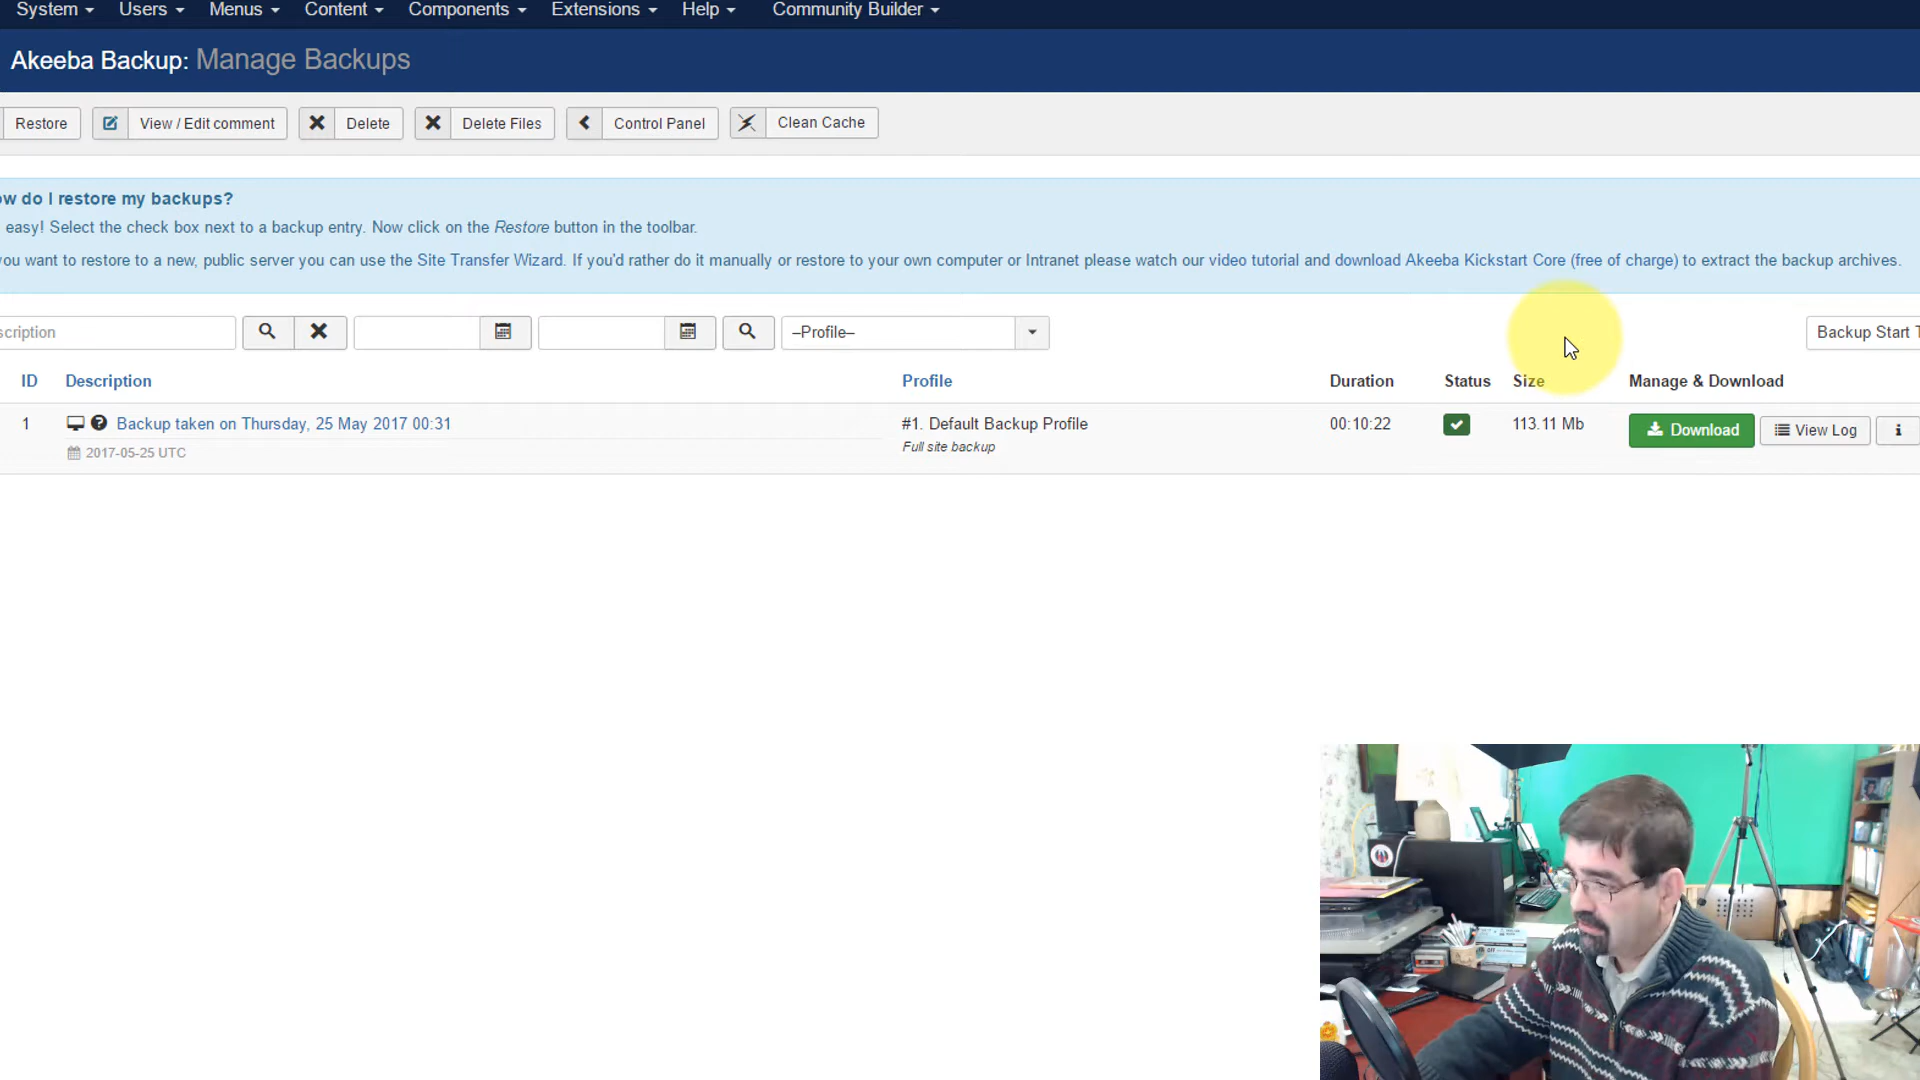 System Users Menus Content Components Extensions Help Community Builder
Akeeba Backup: Manage Backups
Restore View / Edit comment Delete Delete Files Control Panel Clean Cache
ow do I restore my backups?
easy! Select the check box next to a backup entry. Now click on the Restore button in the toolbar.
ou want to restore to a new, public server you can use the Site Transfer Wizard. If you'd rather do it manually or restore to your own computer or Intranet please watch our video tutorial and download Akeeba Kickstart Core (free of charge) to extract the backup archives.
scription –Profile– Backup Start T
ID Description Profile Duration Status Size Manage & Download
1 Backup taken on Thursday, 25 May 2017 00:31 #1. Default Backup Profile 00:10:22 113.11 Mb Download View Log
2017-05-25 UTC Full site backup